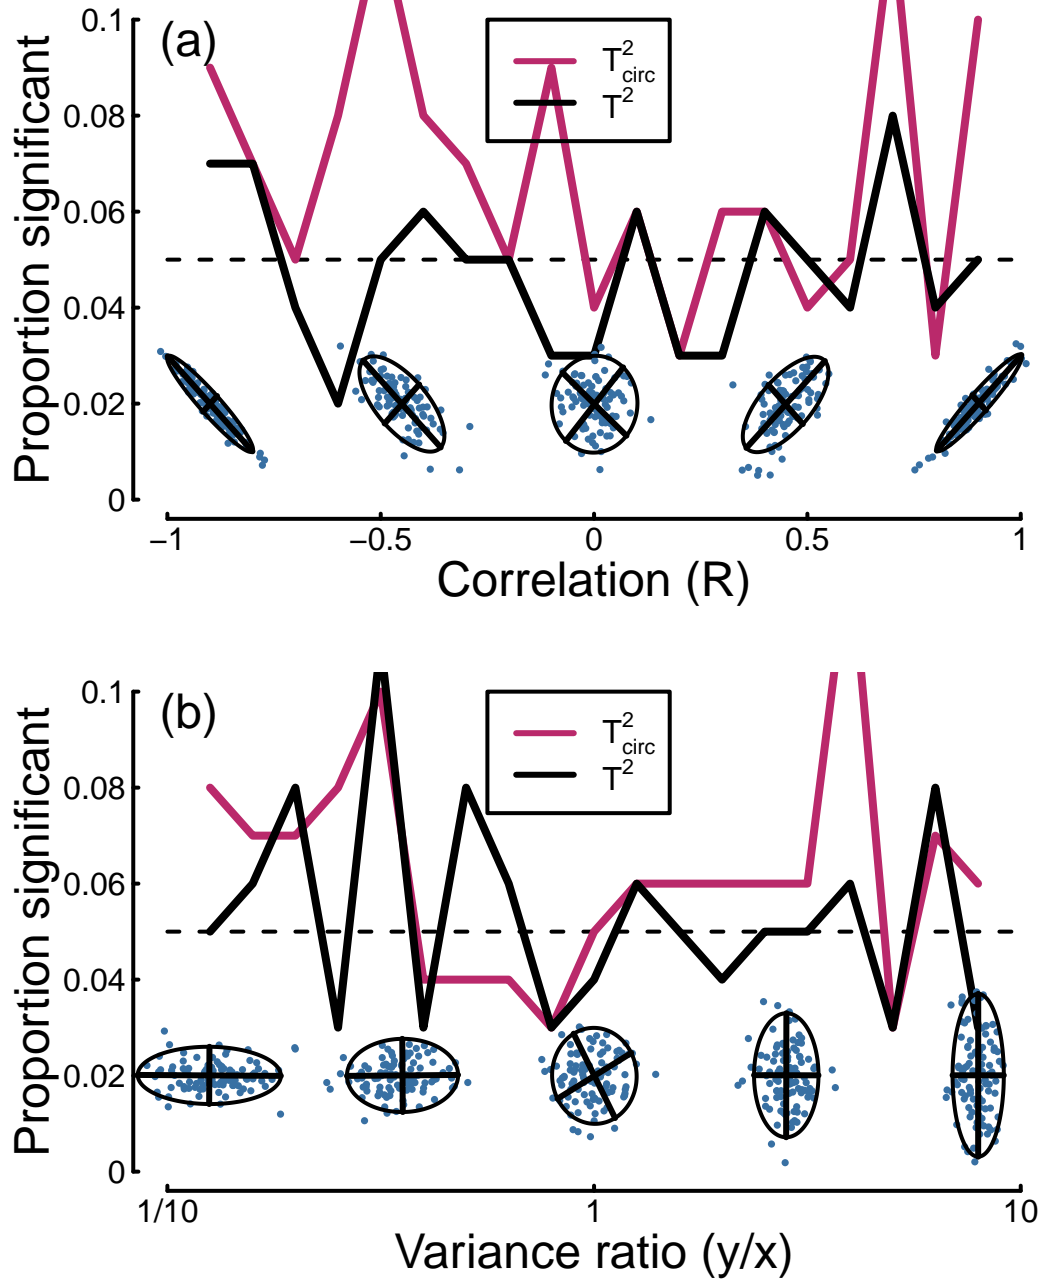 (a)
T²circ
T²
Proportion significant
0.1
0.08
0.06
0.04
0.02
0
−1
−0.5
0
0.5
1
Correlation (R)
(b)
T²circ
T²
Proportion significant
0.1
0.08
0.06
0.04
0.02
0
1/10
1
10
Variance ratio (y/x)